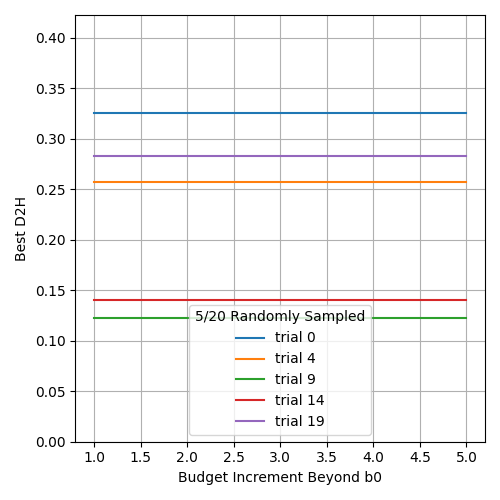 0.40
0.35
0.30
0.25
0.20
0.15
0.10
0.05
0.00
Best D2H
5/20 Randomly Sampled
trial 0
trial 4
trial 9
trial 14
trial 19
1.0 1.5 2.0 2.5 3.0 3.5 4.0 4.5 5.0
Budget Increment Beyond b0